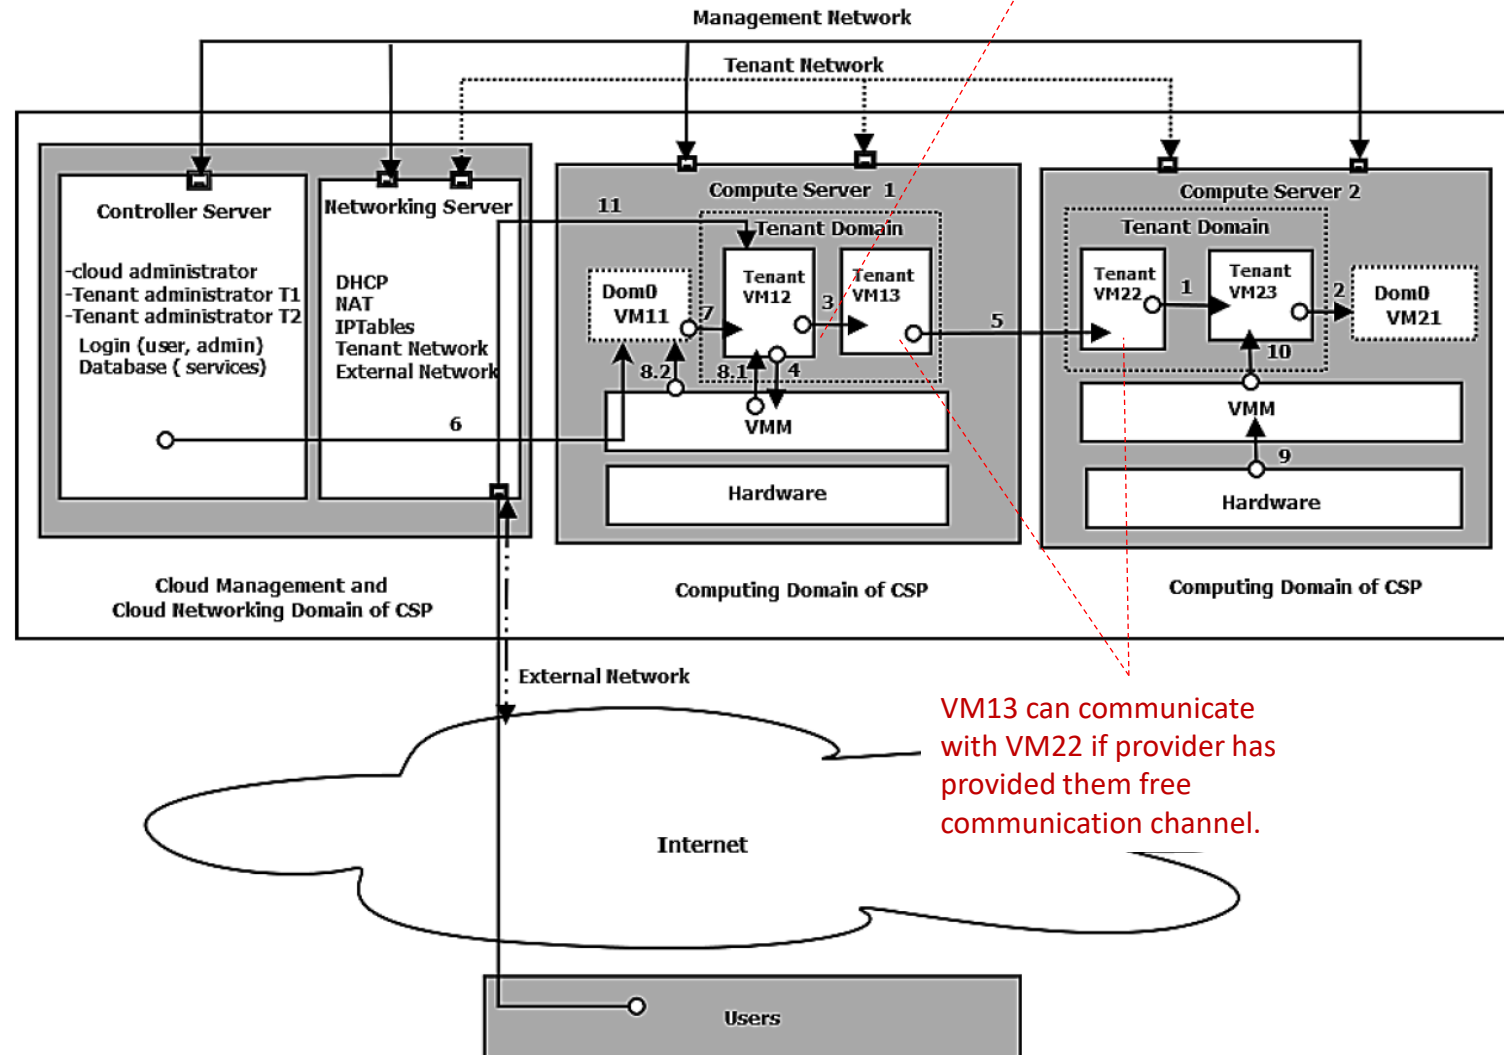 Management Network
Tenant Network
Controller Server
-cloud administrator
-Tenant administrator T1
-Tenant administrator T2
Login (user, admin)
Database ( services)
Networking Server
DHCP
NAT
IPTables
Tenant Network
External Network
6
11
Compute Server 1
Tenant Domain
Dom0
VM11
7
Tenant
VM12
3
Tenant
VM13
8.2
8.1
4
VMM
Hardware
5
Compute Server 2
Tenant Domain
Tenant
VM22
1
Tenant
VM23
2
Dom0
VM21
10
VMM
9
Hardware
Cloud Management and
Cloud Networking Domain of CSP
Computing Domain of CSP
Computing Domain of CSP
External Network
VM13 can communicate
with VM22 if provider has
provided them free
communication channel.
Internet
Users